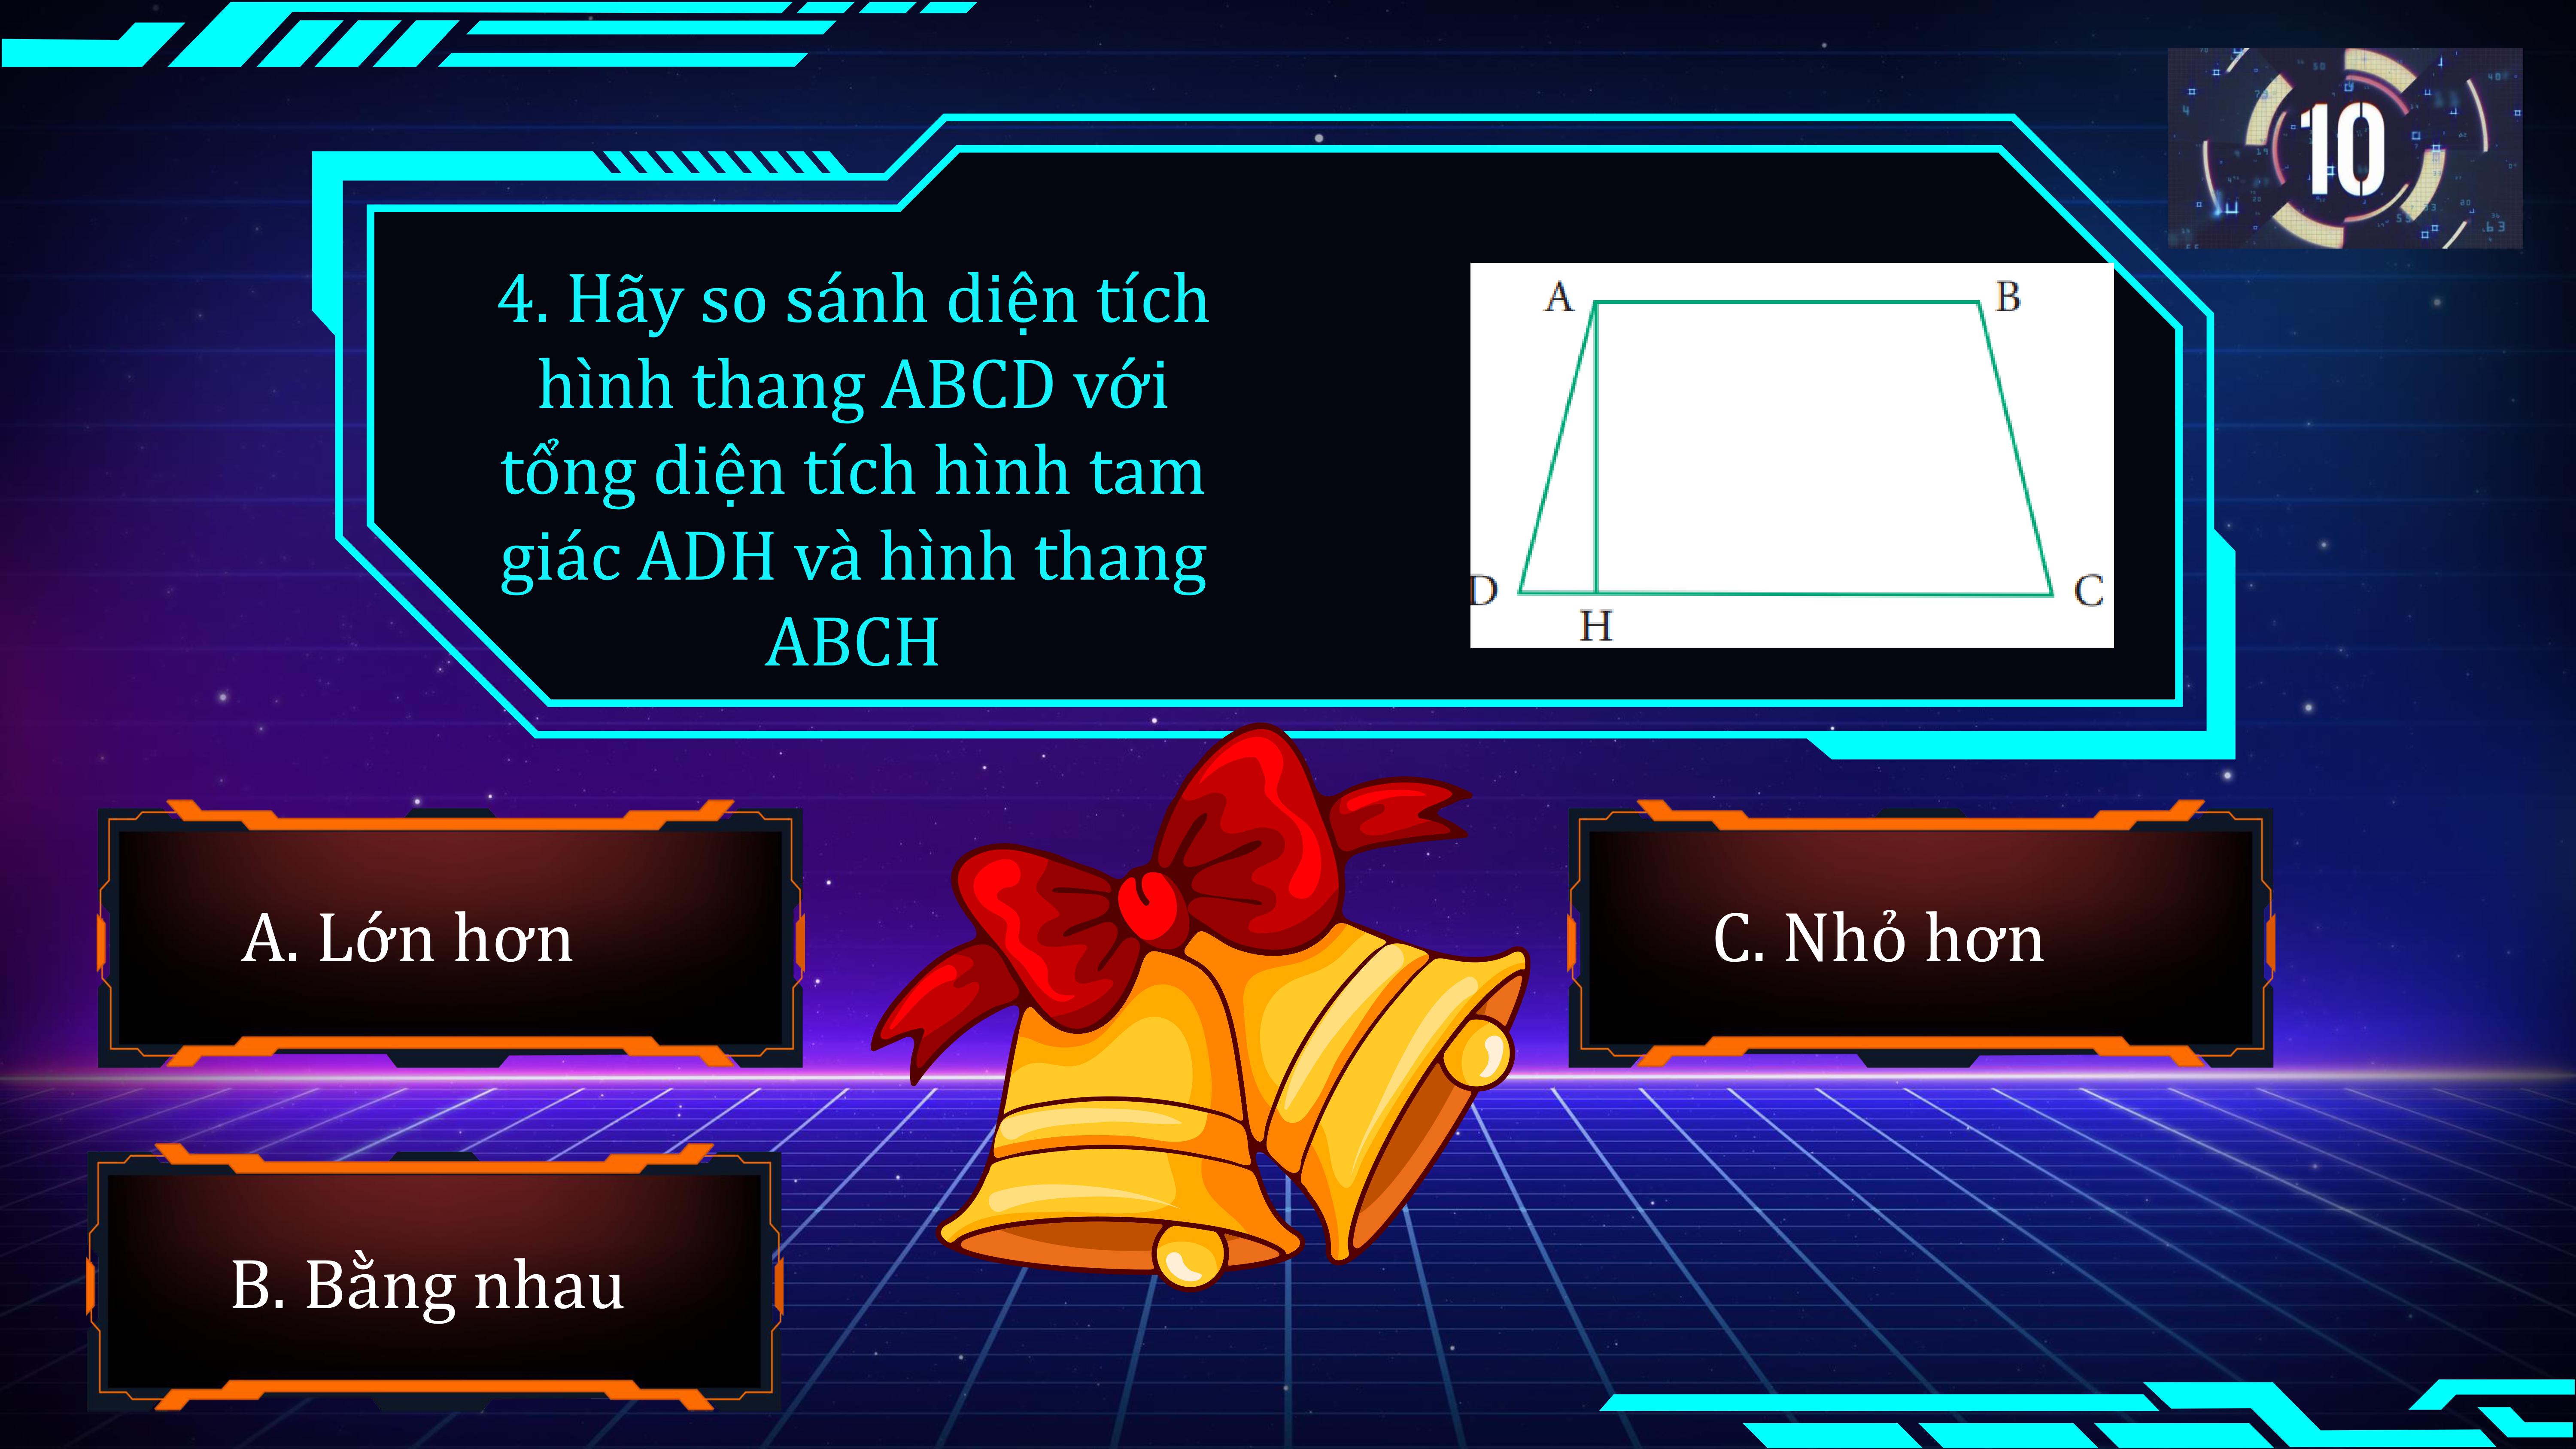 10
4. Hãy so sánh diện tích
hình thang ABCD với
tổng diện tích hình tam
giác ADH và hình thang
ABCH
A
B
D
H
C
A. Lớn hơn
C. Nhỏ hơn
B. Bằng nhau